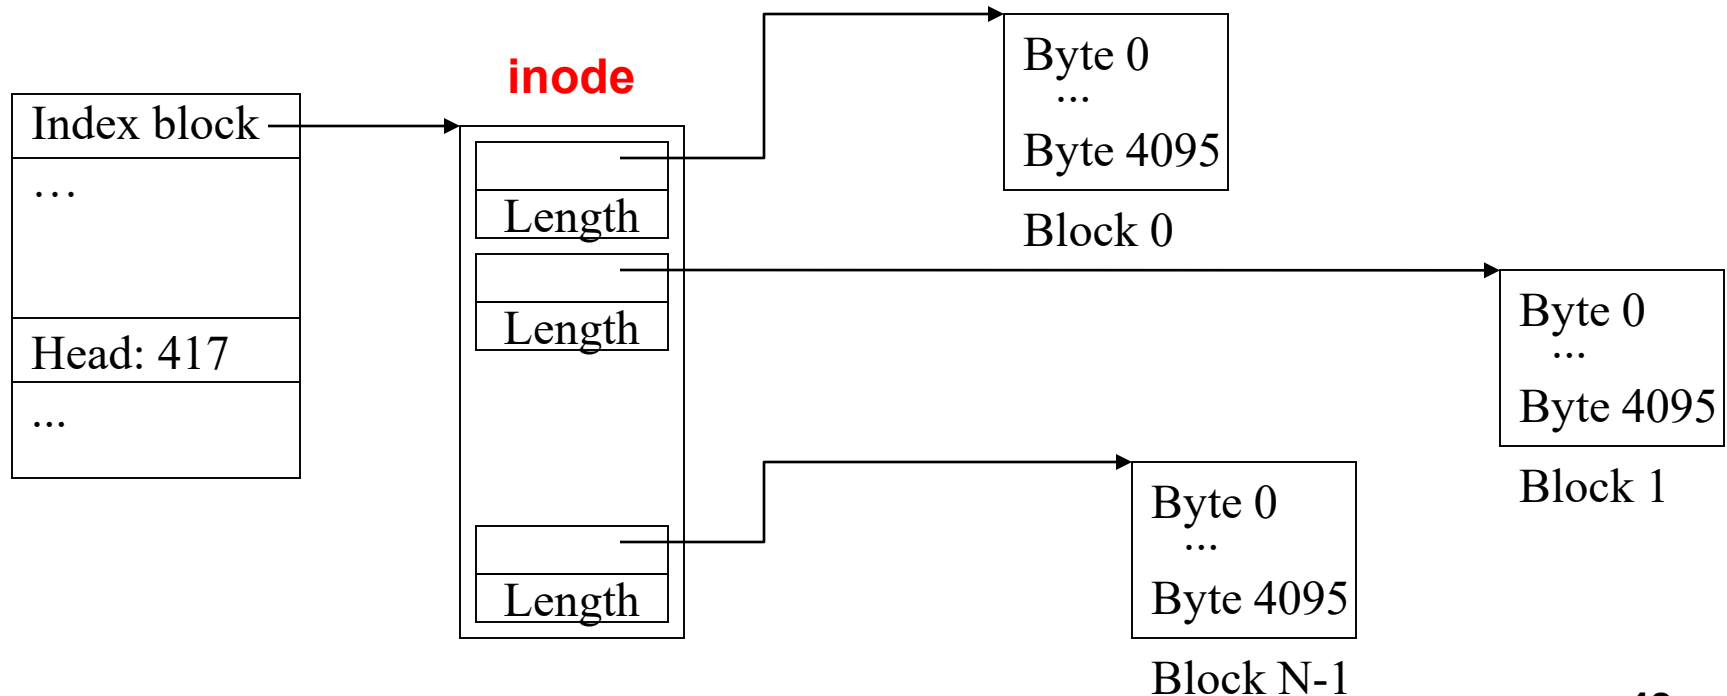 inode
Index block
…
Head: 417
...
Length
Length
Length
Byte 0
...
Byte 4095
Block 0
Byte 0
...
Byte 4095
Block 1
Byte 0
...
Byte 4095
Block N-1